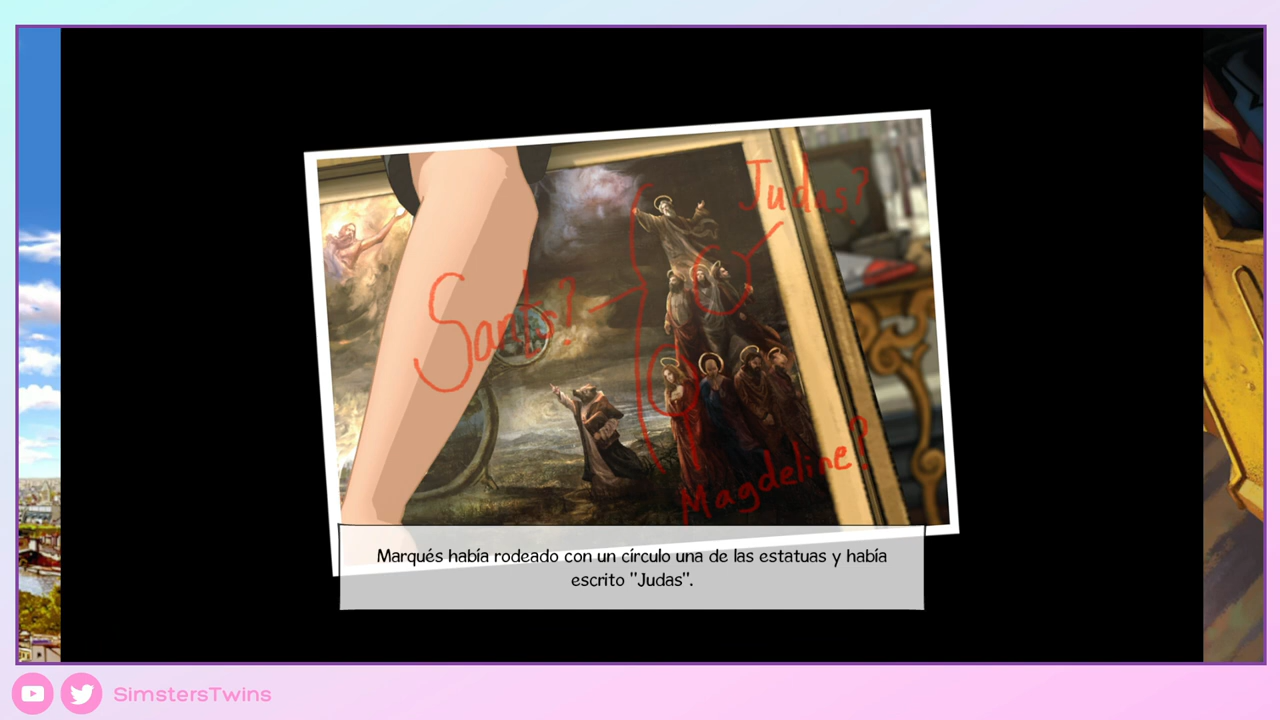 Judas?
Saints?
Magdeline?
Marqués había rodeado con un círculo una de las estatuas y había
escrito "Judas".
SimstersTwins